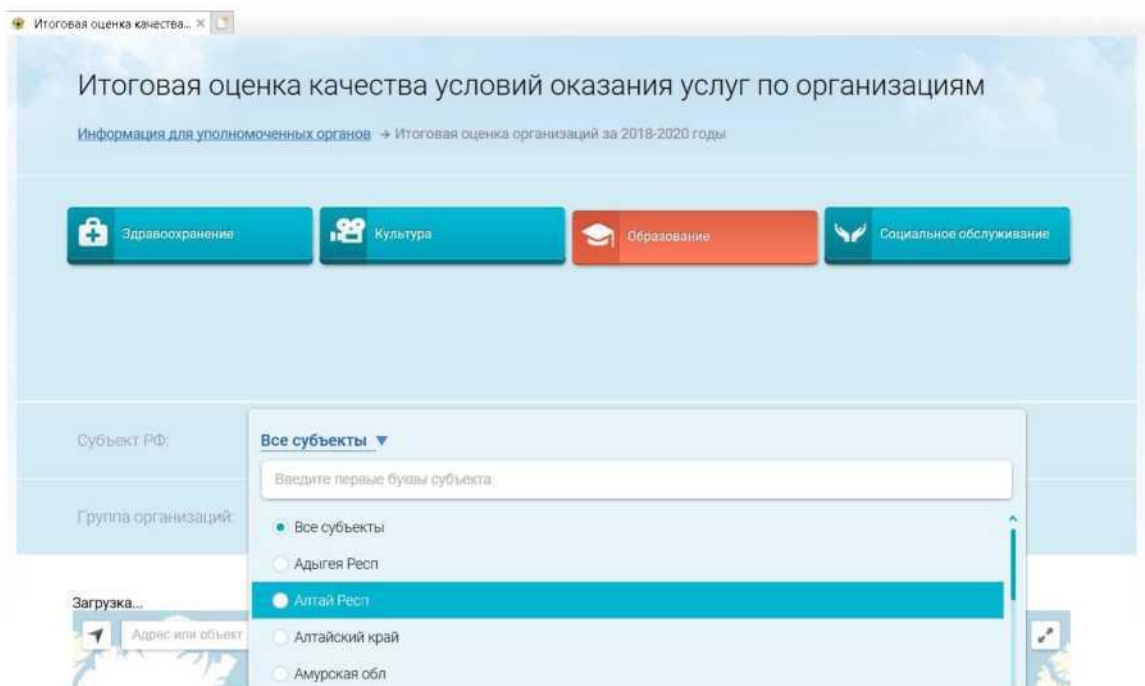 Итоговая оценка качества...
Итоговая оценка качества условий оказания услуг по организациям
Информация для уполномоченных органов → Итоговая оценка организаций за 2018-2020 годы
Здравоохранение
Культура
Образование
Социальное обслуживание
Субъект РФ:
Все субъекты ▼
Введите первые буквы субъекта
Группа организаций:
Все субъекты
Адыгея Респ
Алтай Респ
Загрузка...
Адрес или объект
Алтайский край
Амурская обл